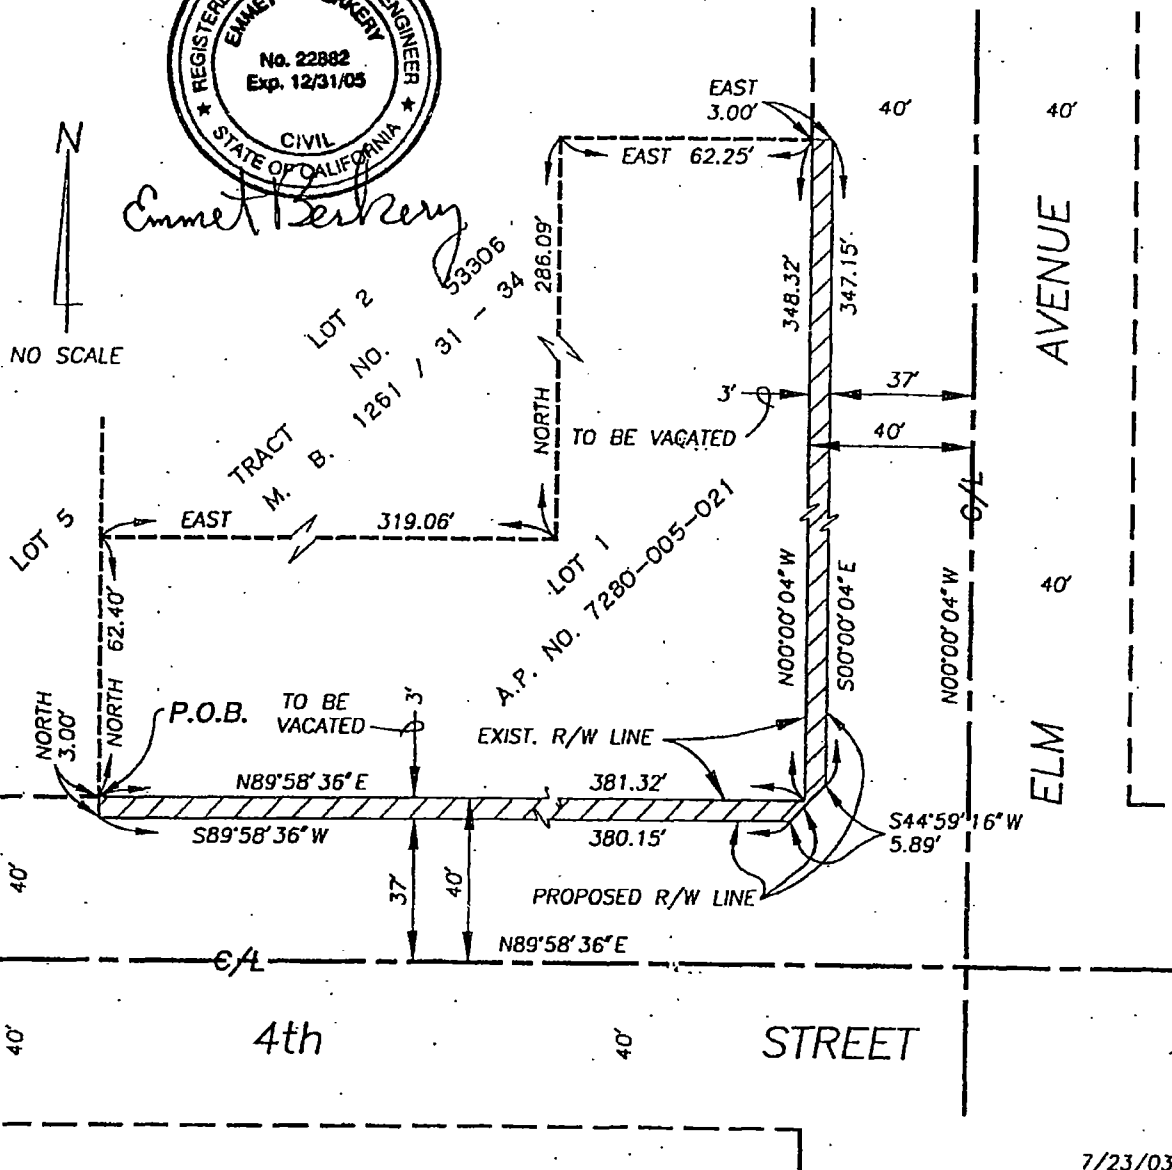 REGISTERED
ENGINEER
EMMET
No. 22882
Exp. 12/31/05
CIVIL
STATE OF CALIFORNIA
Emmet Berkery
N
NO SCALE
EAST
3.00'
40'
40'
EAST 62.25'
286.09'
NORTH
348.32'
347.15'
AVENUE
ELM
LOT 2
TRACT NO. 53306
M. B. 1261 / 31 - 34
3'
37'
TO BE VACATED
40'
C/L
LOT 5
EAST 319.06'
LOT 1
A.P. NO. 7280-005-021
N00°00'04"W
S00°00'04"E
N00°00'04"W
40'
NORTH 62.40'
NORTH
3.00'
P.O.B.
TO BE
VACATED
3'
EXIST. R/W LINE
N89°58'36"E 381.32'
S89°58'36"W 380.15'
S44°59'16"W
5.89'
40'
37'
40'
PROPOSED R/W LINE
N89°58'36"E
C/L
40'
4th STREET
40'
7/23/03